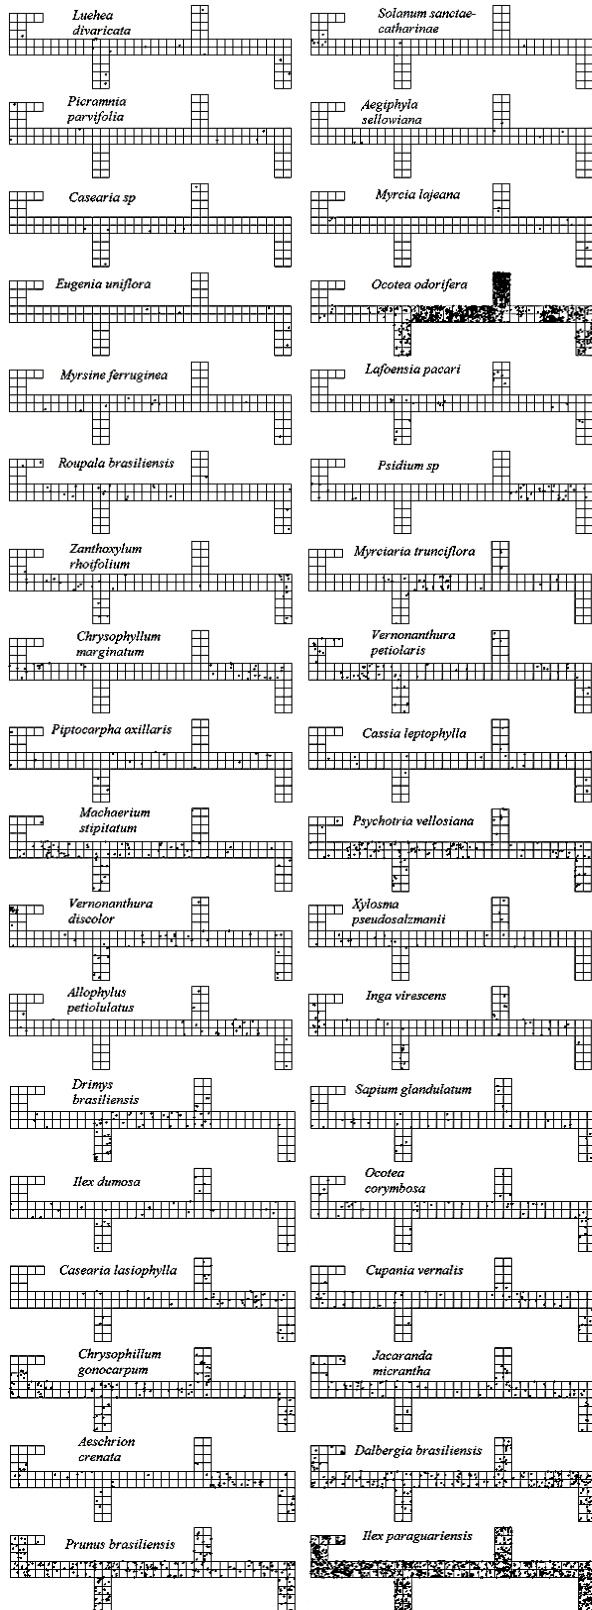 Luehea
divaricata
Solanum sanctae-
catharinae
Picramnia
parvifolia
Aegiphyla
sellowiana
Casearia sp
Myrcia lajeana
Eugenia uniflora
Ocotea odorifera
Myrsine ferruginea
Lafoensia pacari
Roupala brasiliensis
Psidium sp
Zanthoxylum
rhoifolium
Myrciaria trunciflora
Chrysophyllum
marginatum
Vernonanthura
petiolaris
Piptocarpha axillaris
Cassia leptophylla
Machaerium
stipitatum
Psychotria vellosiana
Vernonanthura
discolor
Xylosma
pseudosalzmanii
Allophylus
petiolulatus
Inga virescens
Drimys
brasiliensis
Sapium glandulatum
Ilex dumosa
Ocotea
corymbosa
Casearia lasiophylla
Cupania vernalis
Chrysophillum
gonocarpum
Jacaranda
micrantha
Aeschrion
crenata
Dalbergia brasiliensis
Prunus brasiliensis
Ilex paraguariensis